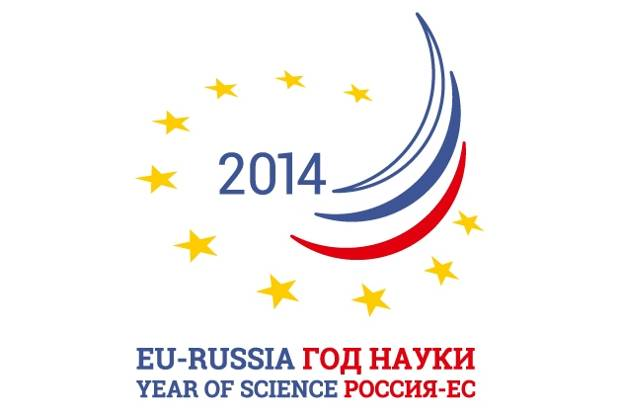 2014
EU-RUSSIA ГОД НАУКИ
YEAR OF SCIENCE РОССИЯ-ЕС